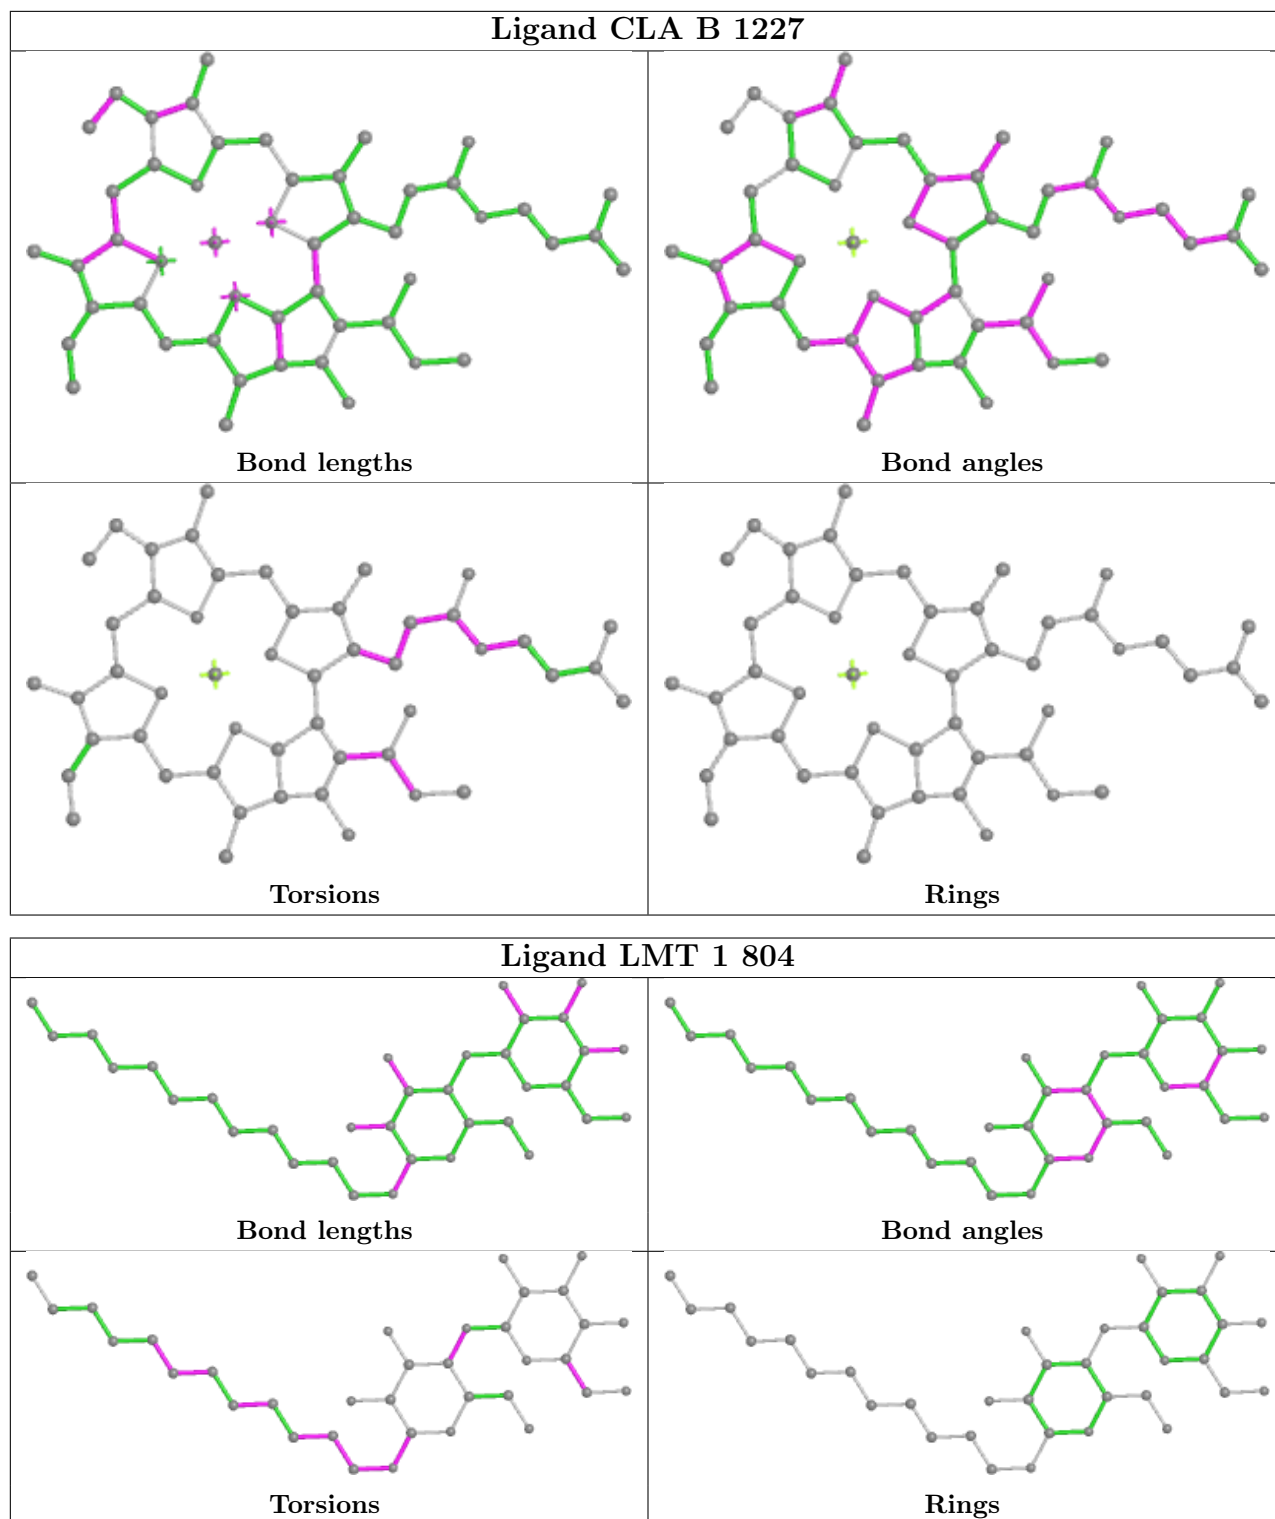 Ligand CLA B 1227
Bond lengths
Bond angles
Torsions
Rings
Ligand LMT 1 804
Bond lengths
Bond angles
Torsions
Rings